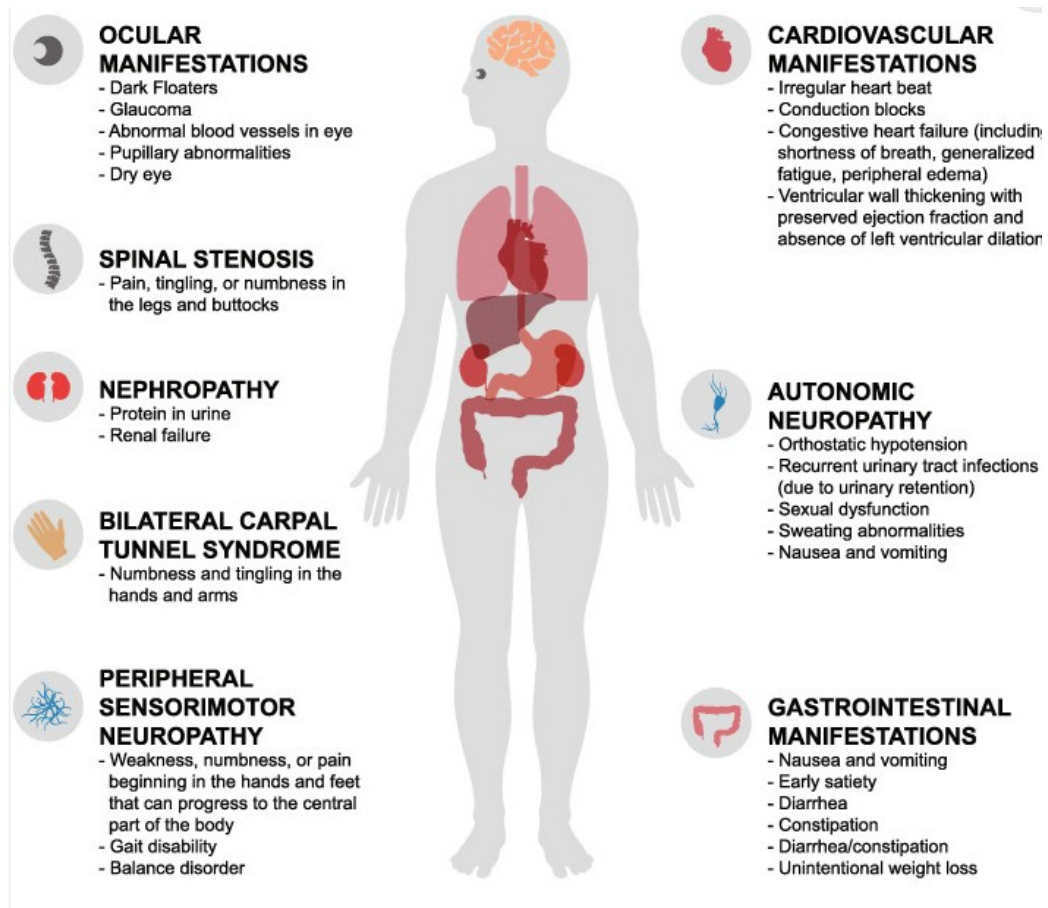 OCULAR
MANIFESTATIONS
- Dark Floaters
- Glaucoma
- Abnormal blood vessels in eye
- Pupillary abnormalities
- Dry eye
SPINAL STENOSIS
- Pain, tingling, or numbness in
the legs and buttocks
NEPHROPATHY
- Protein in urine
- Renal failure
BILATERAL CARPAL
TUNNEL SYNDROME
- Numbness and tingling in the
hands and arms
PERIPHERAL
SENSORIMOTOR
NEUROPATHY
- Weakness, numbness, or pain
beginning in the hands and feet
that can progress to the central
part of the body
- Gait disability
- Balance disorder
CARDIOVASCULAR
MANIFESTATIONS
- Irregular heart beat
- Conduction blocks
- Congestive heart failure (including
shortness of breath, generalized
fatigue, peripheral edema)
- Ventricular wall thickening with
preserved ejection fraction and
absence of left ventricular dilation
AUTONOMIC
NEUROPATHY
- Orthostatic hypotension
- Recurrent urinary tract infections
(due to urinary retention)
- Sexual dysfunction
- Sweating abnormalities
- Nausea and vomiting
GASTROINTESTINAL
MANIFESTATIONS
- Nausea and vomiting
- Early satiety
- Diarrhea
- Constipation
- Diarrhea/constipation
- Unintentional weight loss